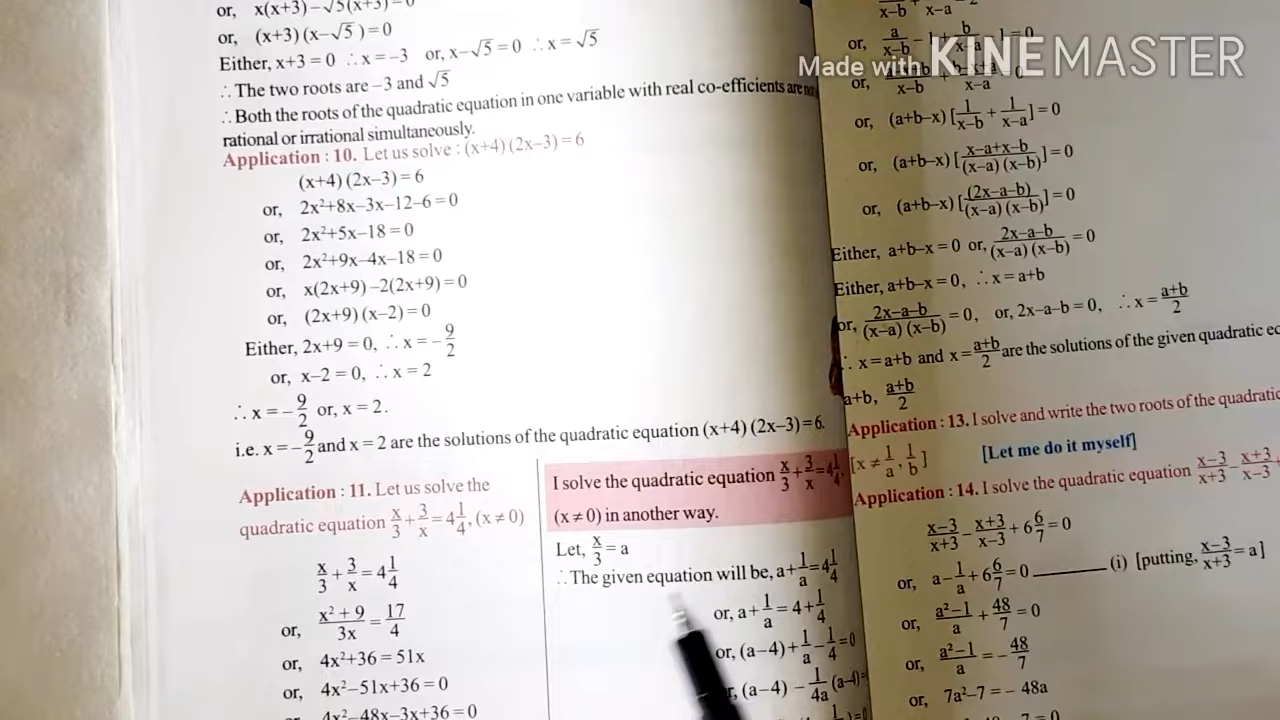 or, x(x+3)−√5(x+3)=0
or, (x+3)(x−√5)=0
Either, x+3 = 0 ∴ x = −3 or, x−√5 = 0 ∴ x = √5
∴ The two roots are −3 and √5
∴ Both the roots of the quadratic equation in one variable with real co-efficients are not
rational or irrational simultaneously.
Application : 10. Let us solve : (x+4)(2x−3)=6
(x+4)(2x−3)=6
or, 2x²+8x−3x−12−6=0
or, 2x²+5x−18=0
or, 2x²+9x−4x−18=0
or, x(2x+9)−2(2x+9)=0
or, (2x+9)(x−2)=0
Either, 2x+9 = 0, ∴ x = −9/2
or, x−2 = 0, ∴ x = 2
∴ x = −9/2 or, x = 2.
i.e. x = −9/2 and x = 2 are the solutions of the quadratic equation (x+4)(2x−3)=6.
Application : 11. Let us solve the
quadratic equation x/3+3/x=4 1/4, (x≠0)
x/3+3/x=4 1/4
or, (x²+9)/3x=17/4
or, 4x²+36=51x
or, 4x²−51x+36=0
4x²−48x−3x+36=0
I solve the quadratic equation x/3+3/x=4 1/4,
(x≠0) in another way.
Let, x/3=a
∴ The given equation will be, a+1/a=4 1/4
or, a+1/a=4+1/4
or, (a−4)+1/a−1/4=0
(a−4)−1/4a(a−4)=
x−b x−a
or, a/(x−b)−1+b/(x−a)−1=0
Made with KINEMASTER
or, x−b x−a
or, (a+b−x)[1/(x−b)+1/(x−a)]=0
or, (a+b−x)[(x−a+x−b)/(x−a)(x−b)]=0
or, (a+b−x)[(2x−a−b)/(x−a)(x−b)]=0
Either, a+b−x=0 or, (2x−a−b)/(x−a)(x−b)=0
Either, a+b−x=0, ∴ x=a+b
or, (2x−a−b)/(x−a)(x−b)=0, or, 2x−a−b=0, ∴ x=(a+b)/2
∴ x=a+b and x=(a+b)/2 are the solutions of the given quadratic
a+b, (a+b)/2
Application : 13. I solve and write the two roots of the quadratic
[x≠1/a, 1/b] [Let me do it myself]
Application : 14. I solve the quadratic equation (x−3)/(x+3)−(x+3)/(x−3)
(x−3)/(x+3)−(x+3)/(x−3)+6 6/7=0
or, a−1/a+6 6/7=0 ———— (i) [putting, (x−3)/(x+3)=a]
or, (a²−1)/a+48/7=0
or, (a²−1)/a=−48/7
or, 7a²−7=−48a